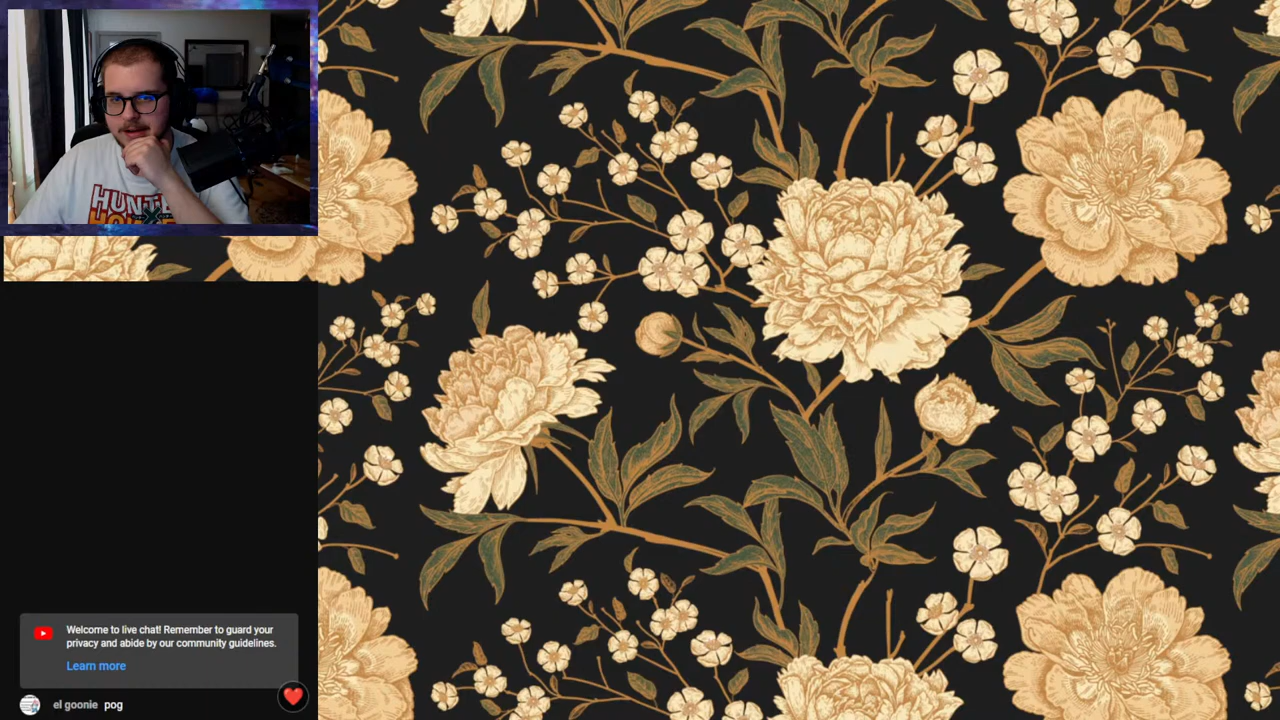 HUNT
Welcome to live chat! Remember to guard your
privacy and abide by our community guidelines.
Learn more
el goonie pog